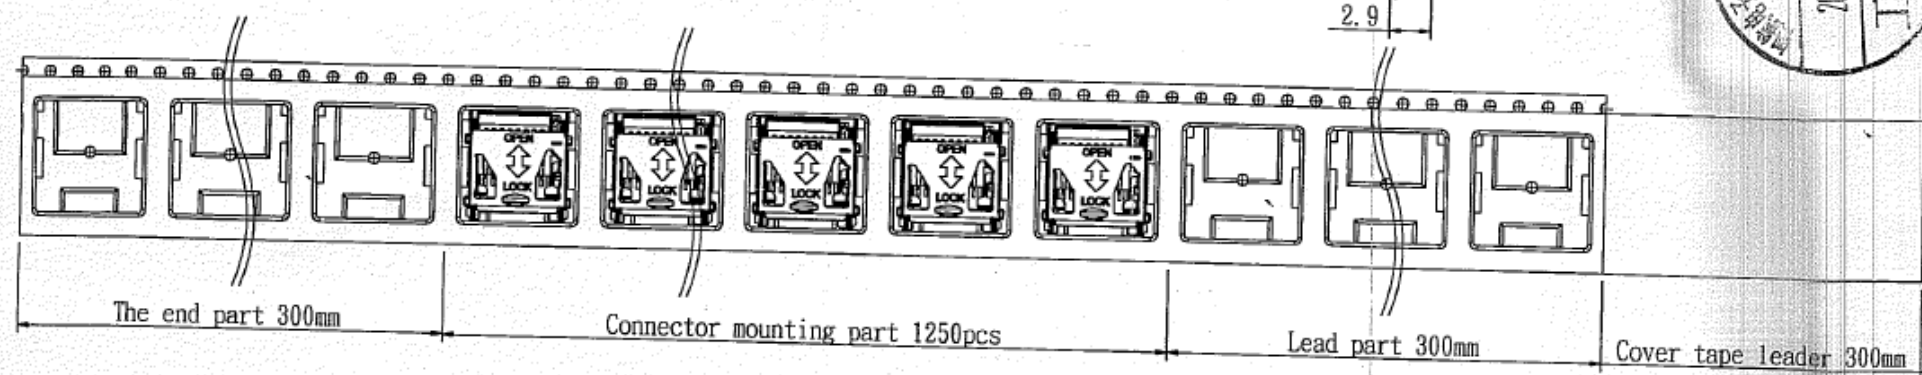 2.9
OPEN
LOCK
OPEN
LOCK
OPEN
LOCK
OPEN
LOCK
OPEN
LOCK
The end part 300mm
Connector mounting part 1250pcs
Lead part 300mm
Cover tape leader 300mm